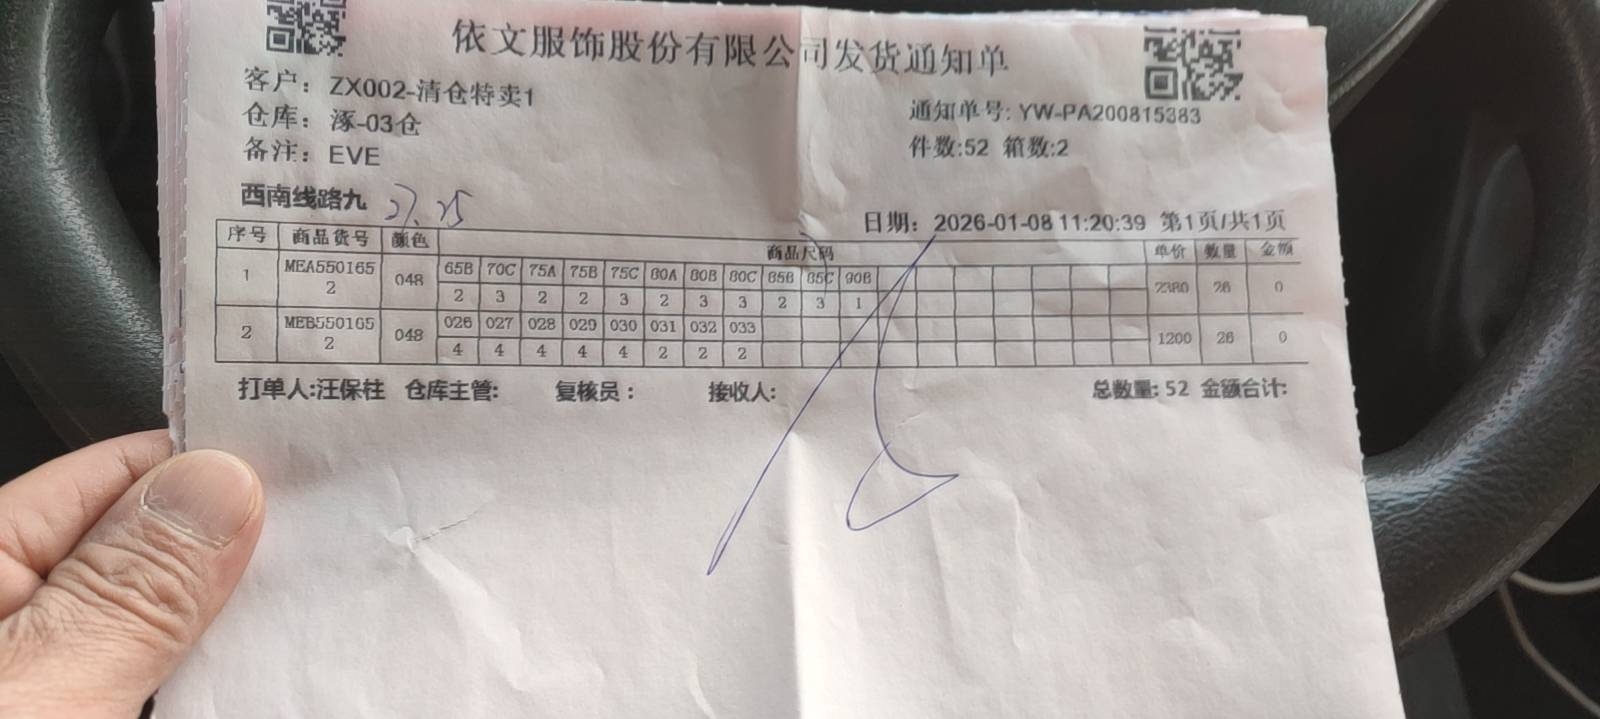 依文服饰股份有限公司发货通知单
客户：ZX002-清仓特卖1
仓库：涿-03仓
备注：EVE
通知单号: YW-PA200815383
件数:52 箱数:2
西南线路九 27.25
日期：2026-01-08 11:20:39 第1页/共1页
序号 商品货号 颜色 商品尺码 单价 数量 金额
1 MEA5501652 048 65B 70C 75A 75B 75C 80A 80B 80C 85B 85C 90B 2380 26 0
2 3 2 2 3 2 3 3 2 3 1
2 MEB5501652 048 026 027 028 029 030 031 032 033 1200 26 0
4 4 4 4 4 2 2 2
打单人:汪保柱 仓库主管: 复核员： 接收人: 总数量: 52 金额合计: